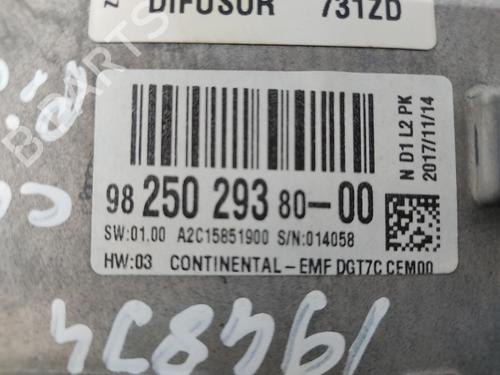 DIFUSOR 731ZD
N D1 L2 PK
2017/11/14
98 250 293 80-00
SW:01.00 A2C15851900 S/N:014058
HW:03 CONTINENTAL-EMF DGT7C CEM00